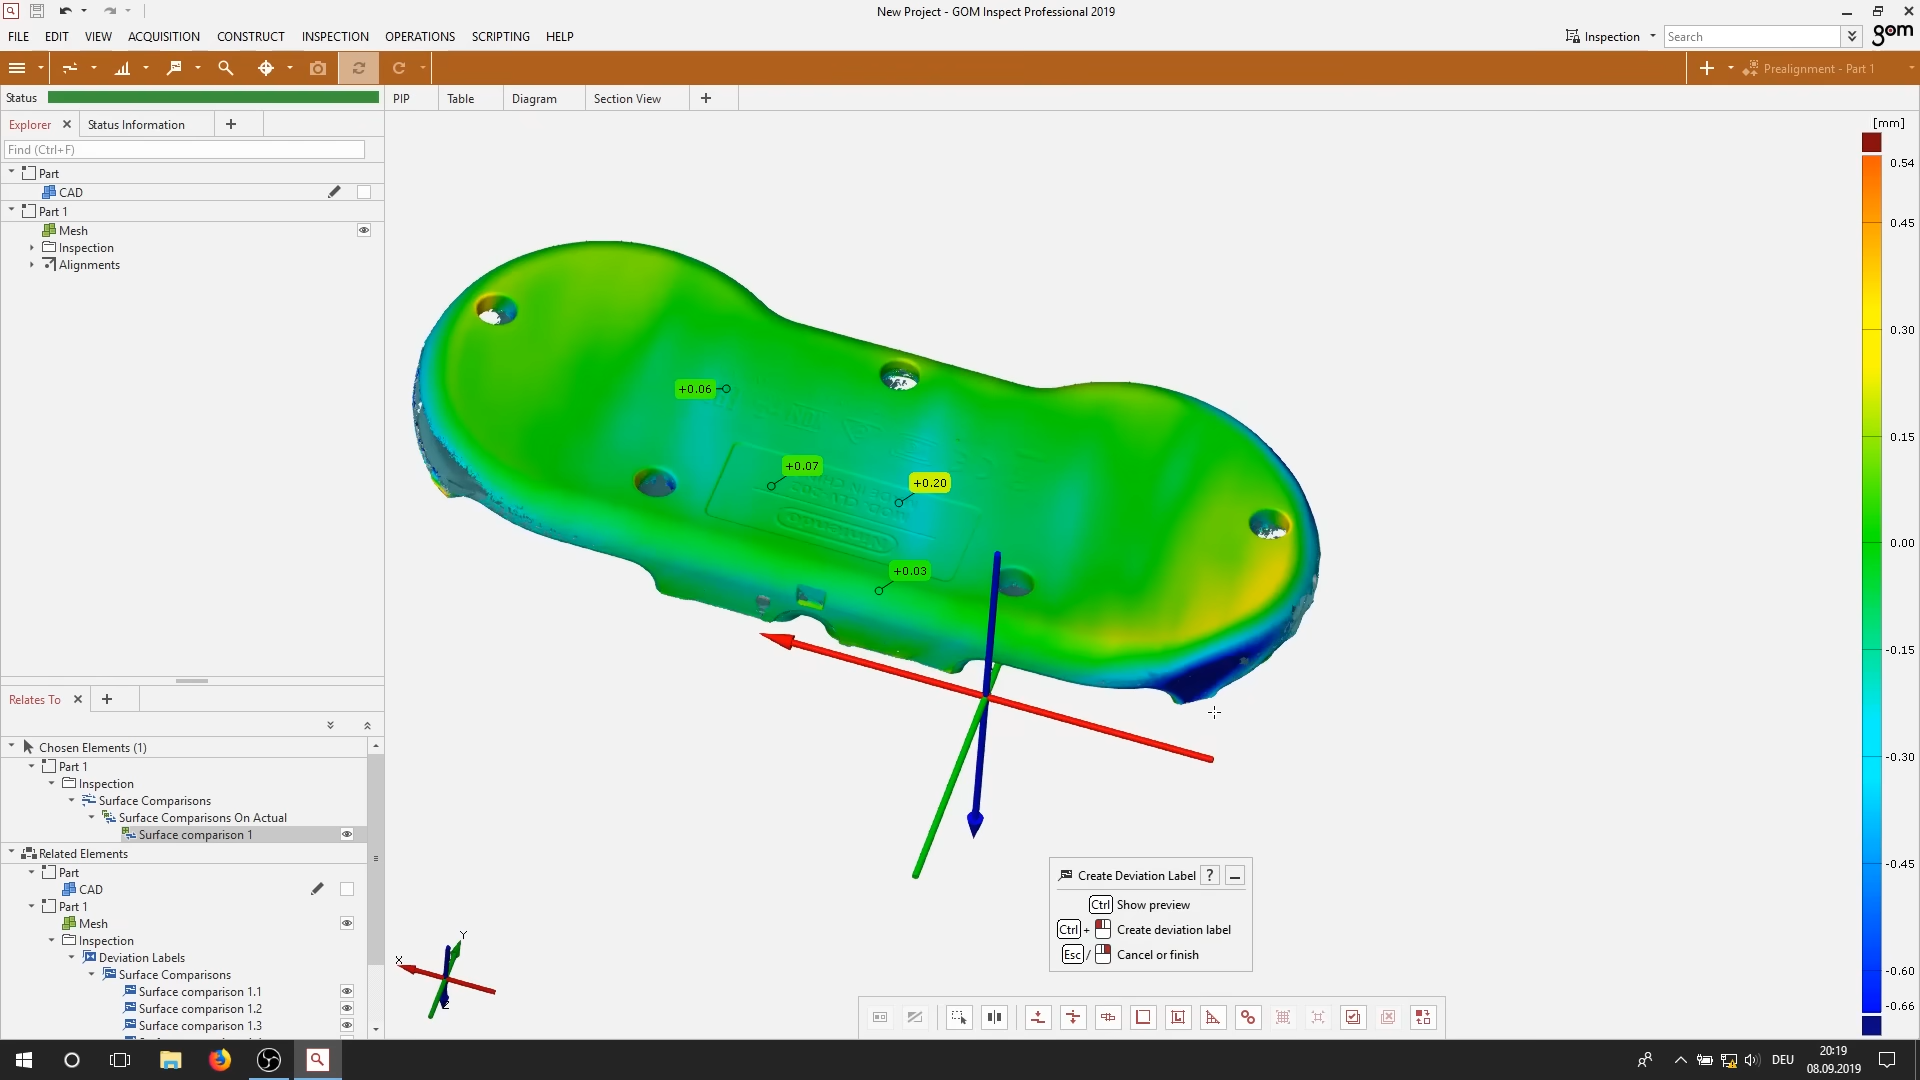 New Project - GOM Inspect Professional 2019
FILE EDIT VIEW ACQUISITION CONSTRUCT INSPECTION OPERATIONS SCRIPTING HELP
Inspection
Search
gom
Prealignment - Part 1
Status
PIP Table Diagram Section View
Explorer Status Information
Find (Ctrl+F)
Part
CAD
Part 1
Mesh
Inspection
Alignments
[mm]
0.54
0.45
0.30
0.15
0.00
-0.15
-0.30
-0.45
-0.60
-0.66
+0.06
+0.07
+0.20
+0.03
Nintendo
Relates To
Chosen Elements (1)
Part 1
Inspection
Surface Comparisons
Surface Comparisons On Actual
Surface comparison 1
Related Elements
Part
CAD
Part 1
Mesh
Inspection
Deviation Labels
Surface Comparisons
Surface comparison 1.1
Surface comparison 1.2
Surface comparison 1.3
Create Deviation Label ?
Ctrl Show preview
Ctrl + Create deviation label
Esc / Cancel or finish
Y
X
Z
DEU
20:19
08.09.2019